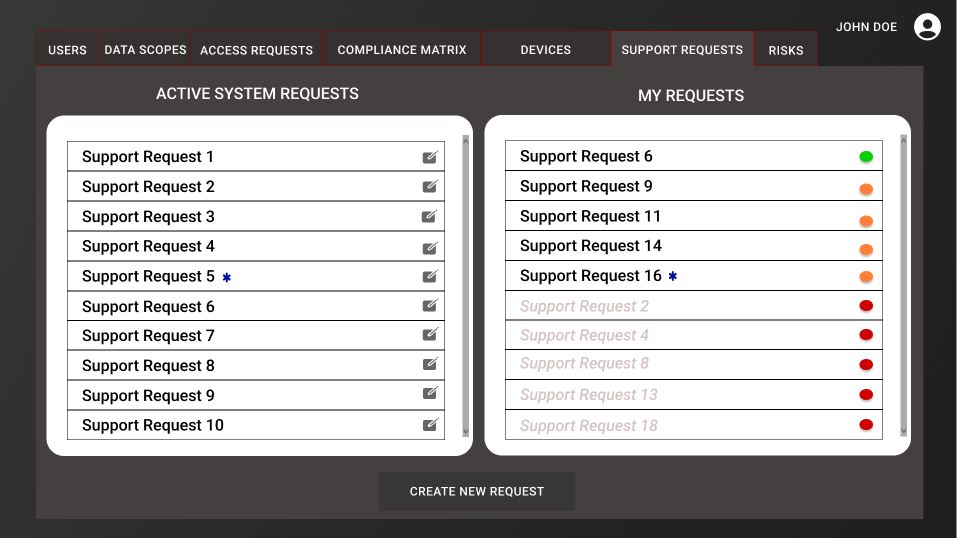 JOHN DOE
USERS
DATA SCOPES
ACCESS REQUESTS
COMPLIANCE MATRIX
DEVICES
SUPPORT REQUESTS
RISKS
ACTIVE SYSTEM REQUESTS
Support Request 1
Support Request 2
Support Request 3
Support Request 4
Support Request 5 *
Support Request 6
Support Request 7
Support Request 8
Support Request 9
Support Request 10
MY REQUESTS
Support Request 6
Support Request 9
Support Request 11
Support Request 14
Support Request 16 *
Support Request 2
Support Request 4
Support Request 8
Support Request 13
Support Request 18
CREATE NEW REQUEST